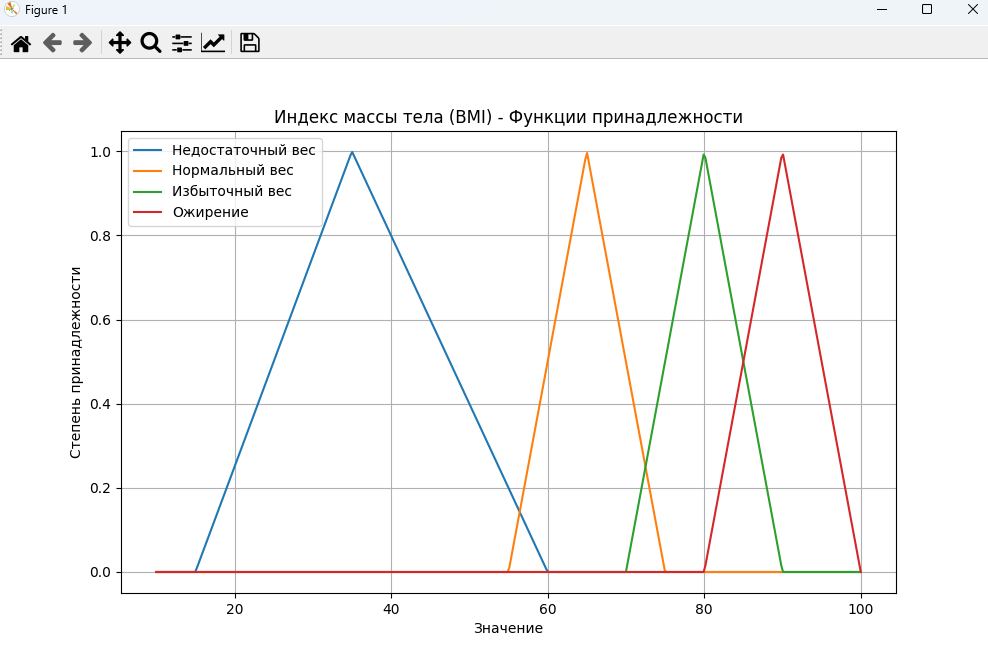 Figure 1
Индекс массы тела (BMI) - Функции принадлежности
Недостаточный вес
Нормальный вес
Избыточный вес
Ожирение
Степень принадлежности
1.0
0.8
0.6
0.4
0.2
0.0
20 40 60 80 100
Значение